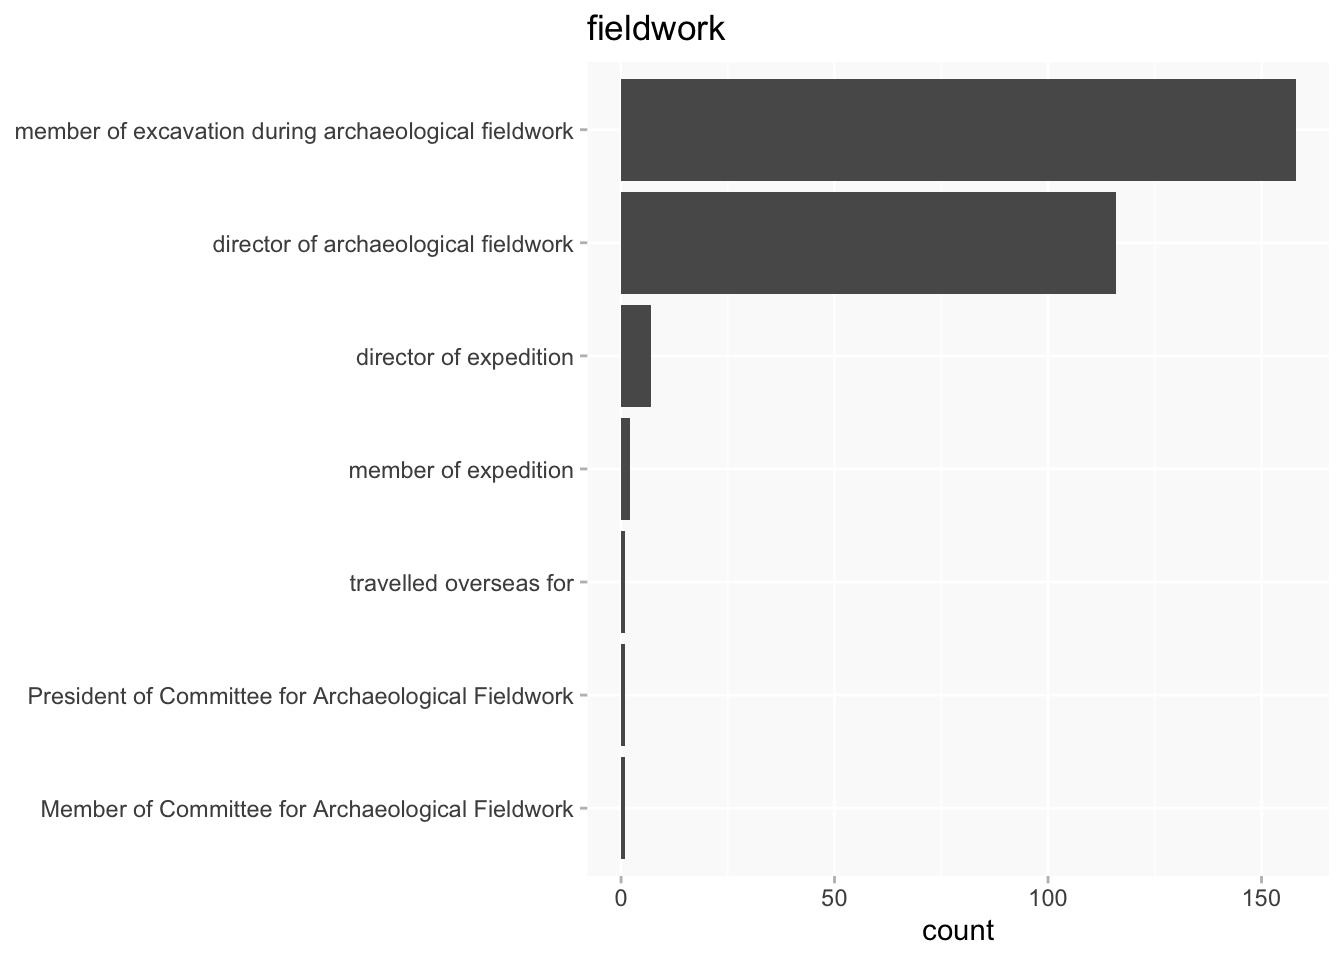 fieldwork
member of excavation during archaeological fieldwork
director of archaeological fieldwork
director of expedition
member of expedition
travelled overseas for
President of Committee for Archaeological Fieldwork
Member of Committee for Archaeological Fieldwork
0 50 100 150
count